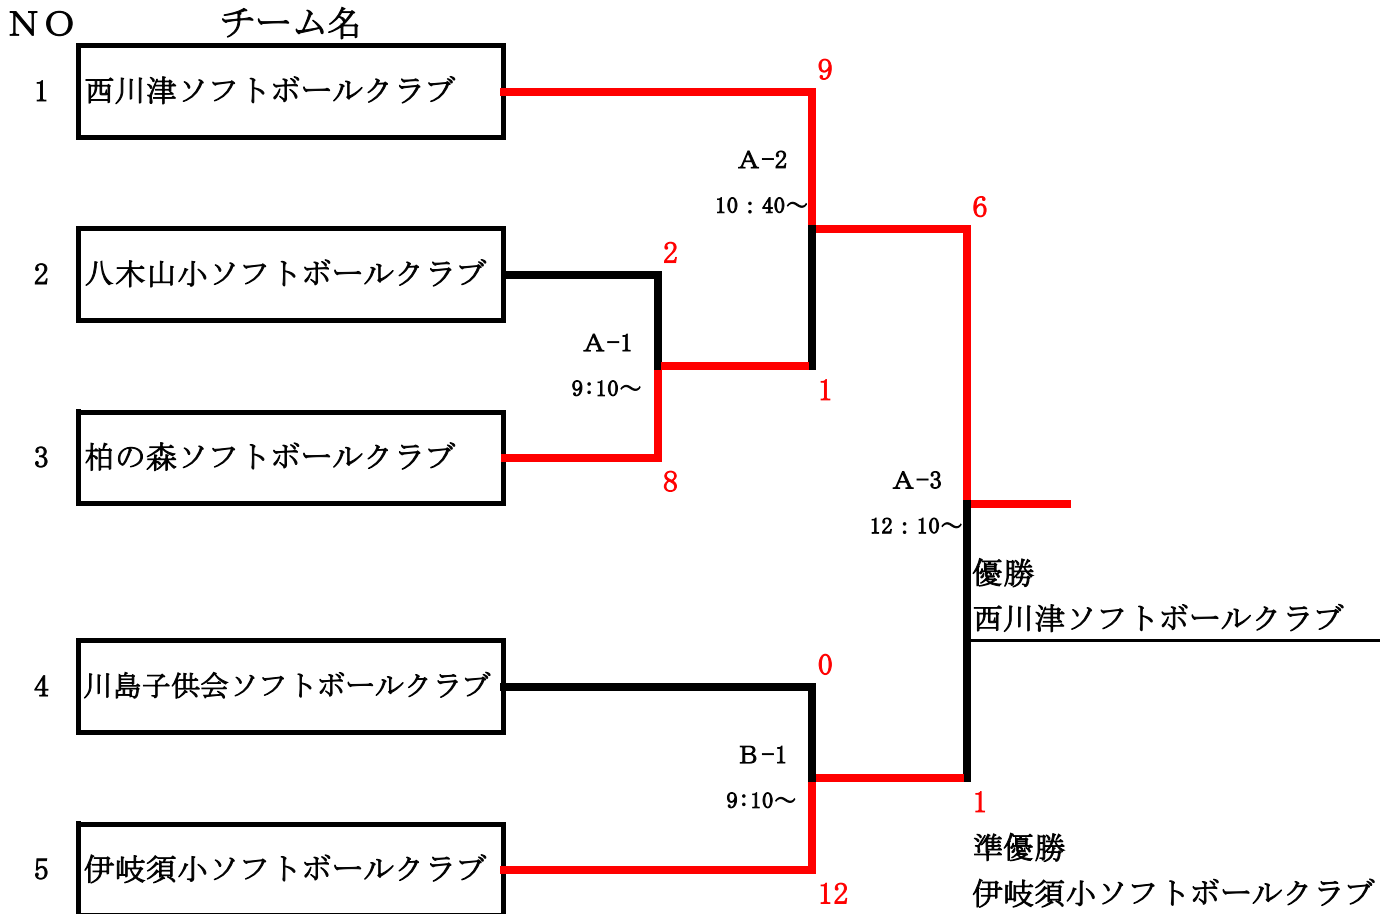 ＮＯ チーム名
9
1 西川津ソフトボールクラブ
A-2
10：40～
6
2
2 八木山小ソフトボールクラブ
A-1
9:10～
1
3 柏の森ソフトボールクラブ
8
A-3
12：10～
優勝
西川津ソフトボールクラブ
0
4 川島子供会ソフトボールクラブ
B-1
9:10～
1
準優勝
5 伊岐須小ソフトボールクラブ
12
伊岐須小ソフトボールクラブ